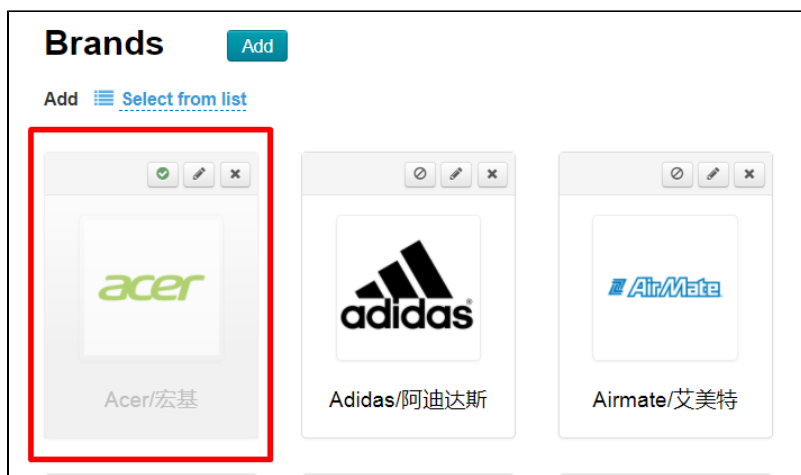 Brands Add
Add Select from list
acer
adidas
AirMate
Acer/宏基
Adidas/阿迪达斯
Airmate/艾美特